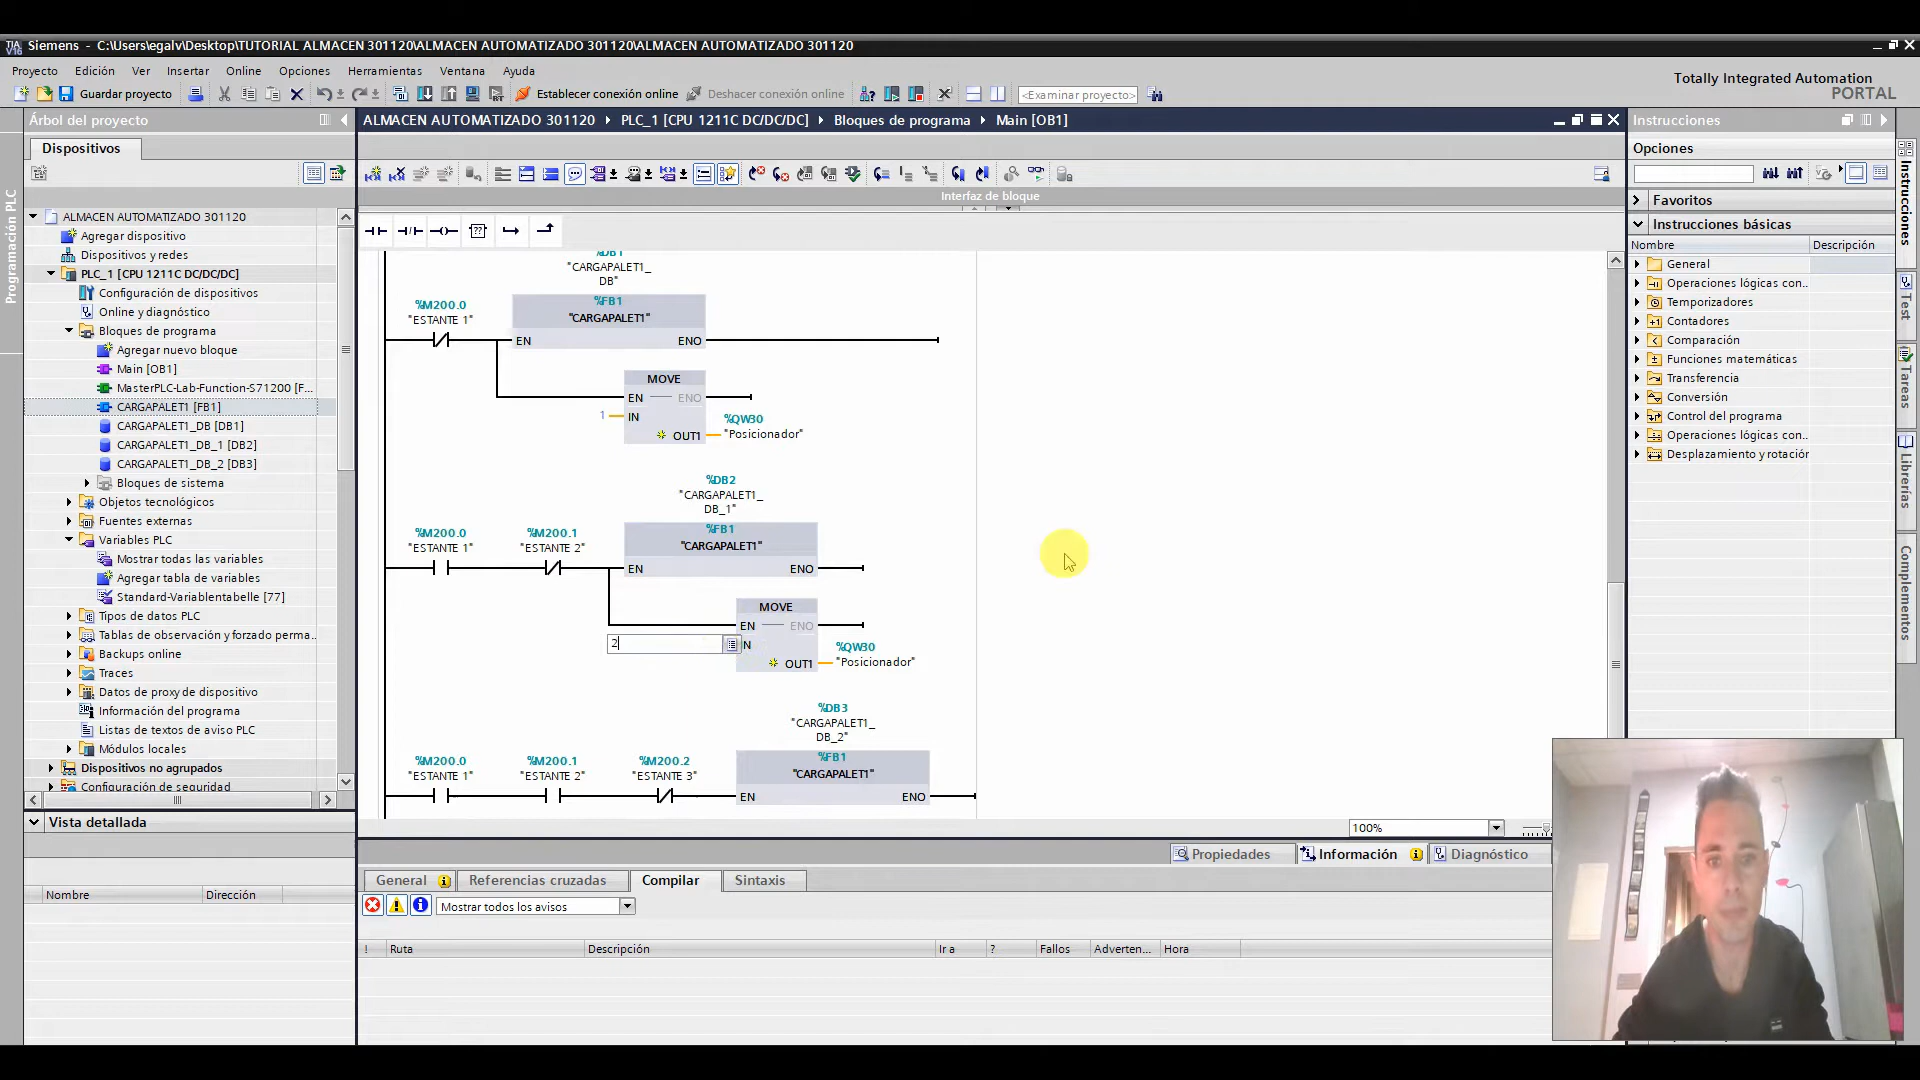 Siemens - C:\Users\egalv\Desktop\TUTORIAL ALMACEN 301120\ALMACEN AUTOMATIZADO 301120\ALMACEN AUTOMATIZADO 301120
Proyecto Edición Ver Insertar Online Opciones Herramientas Ventana Ayuda
Totally Integrated Automation
PORTAL
Guardar proyecto Establecer conexión online Deshacer conexión online <Examinar proyecto>
Árbol del proyecto
ALMACEN AUTOMATIZADO 301120 PLC_1 [CPU 1211C DC/DC/DC] Bloques de programa Main [OB1]
Instrucciones
Dispositivos
Opciones
Programación PLC
Interfaz de bloque
ALMACEN AUTOMATIZADO 301120
Agregar dispositivo
Dispositivos y redes
PLC_1 [CPU 1211C DC/DC/DC]
Configuración de dispositivos
Online y diagnóstico
Bloques de programa
Agregar nuevo bloque
Main [OB1]
MasterPLC-Lab-Function-S71200 [F...
CARGAPALET1 [FB1]
CARGAPALET1_DB [DB1]
CARGAPALET1_DB_1 [DB2]
CARGAPALET1_DB_2 [DB3]
Bloques de sistema
Objetos tecnológicos
Fuentes externas
Variables PLC
Mostrar todas las variables
Agregar tabla de variables
Standard-Variablentabelle [77]
Tipos de datos PLC
Tablas de observación y forzado perma..
Backups online
Traces
Datos de proxy de dispositivo
Información del programa
Listas de textos de aviso PLC
Módulos locales
Dispositivos no agrupados
Configuración de seguridad
Vista detallada
Nombre Dirección
%DB1
"CARGAPALET1_
DB"
%M200.0
"ESTANTE 1"
%FB1
"CARGAPALET1"
EN ENO
MOVE
EN ENO
1 IN
OUT1
%QW30
"Posicionador"
%DB2
"CARGAPALET1_
DB_1"
%M200.0
"ESTANTE 1"
%M200.1
"ESTANTE 2"
%FB1
"CARGAPALET1"
EN ENO
MOVE
EN ENO
2 N
OUT1
%QW30
"Posicionador"
%DB3
"CARGAPALET1_
DB_2"
%M200.0
"ESTANTE 1"
%M200.1
"ESTANTE 2"
%M200.2
"ESTANTE 3"
%FB1
"CARGAPALET1"
EN ENO
100%
Propiedades Información Diagnóstico
General Referencias cruzadas Compilar Sintaxis
Mostrar todos los avisos
! Ruta Descripción Ir a ? Fallos Adverten... Hora
Favoritos
Instrucciones básicas
Nombre Descripción
General
Operaciones lógicas con..
Temporizadores
Contadores
Comparación
Funciones matemáticas
Transferencia
Conversión
Control del programa
Operaciones lógicas con..
Desplazamiento y rotación
Instrucciones
Test
Tareas
Librerías
Complementos